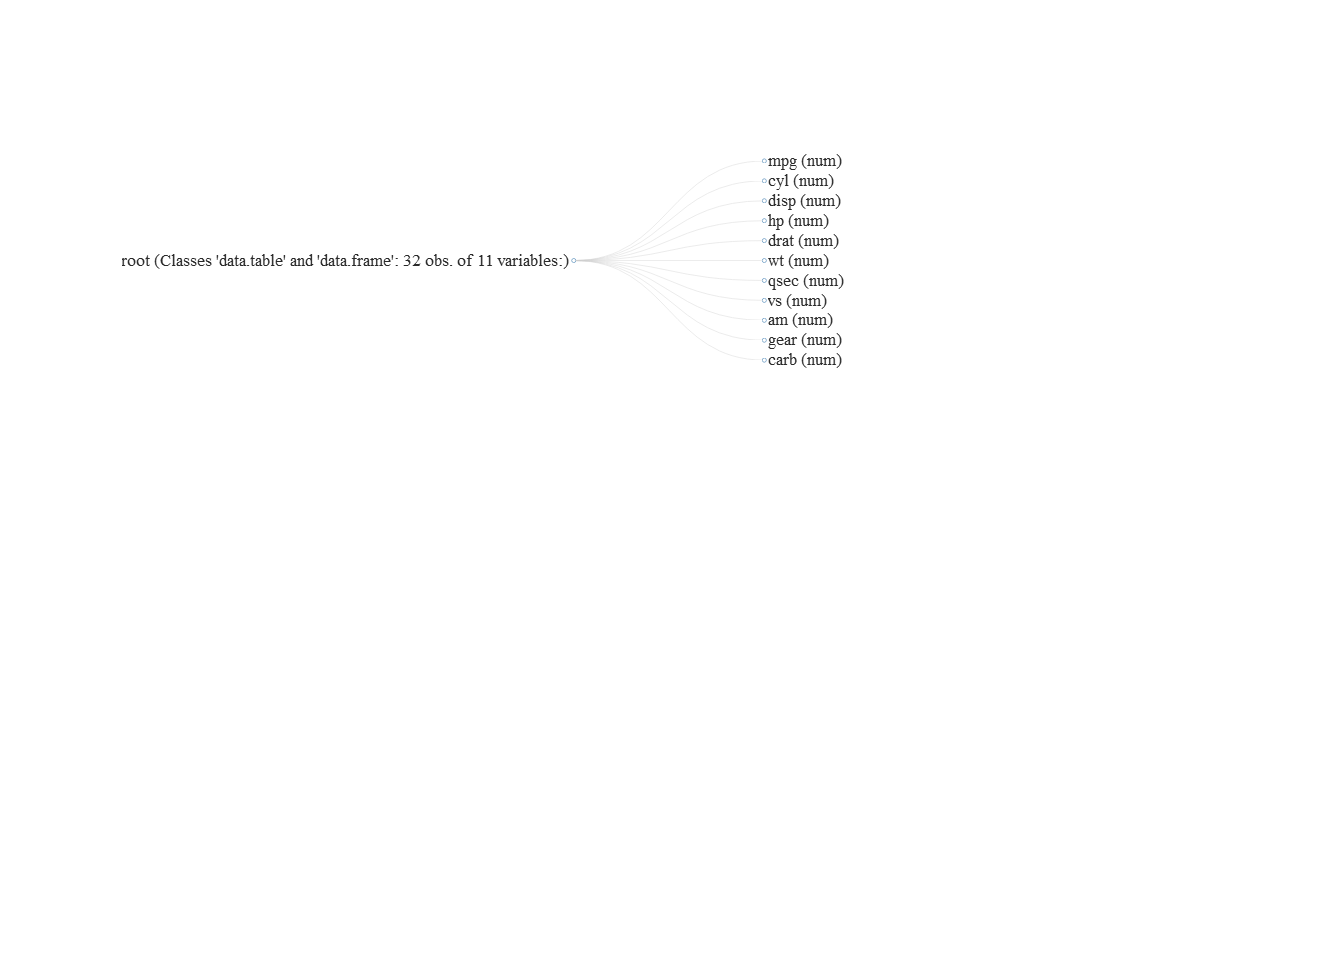 mpg (num)
cyl (num)
disp (num)
hp (num)
drat (num)
root (Classes 'data.table' and 'data.frame': 32 obs. of 11 variables:)
wt (num)
qsec (num)
vs (num)
am (num)
gear (num)
carb (num)